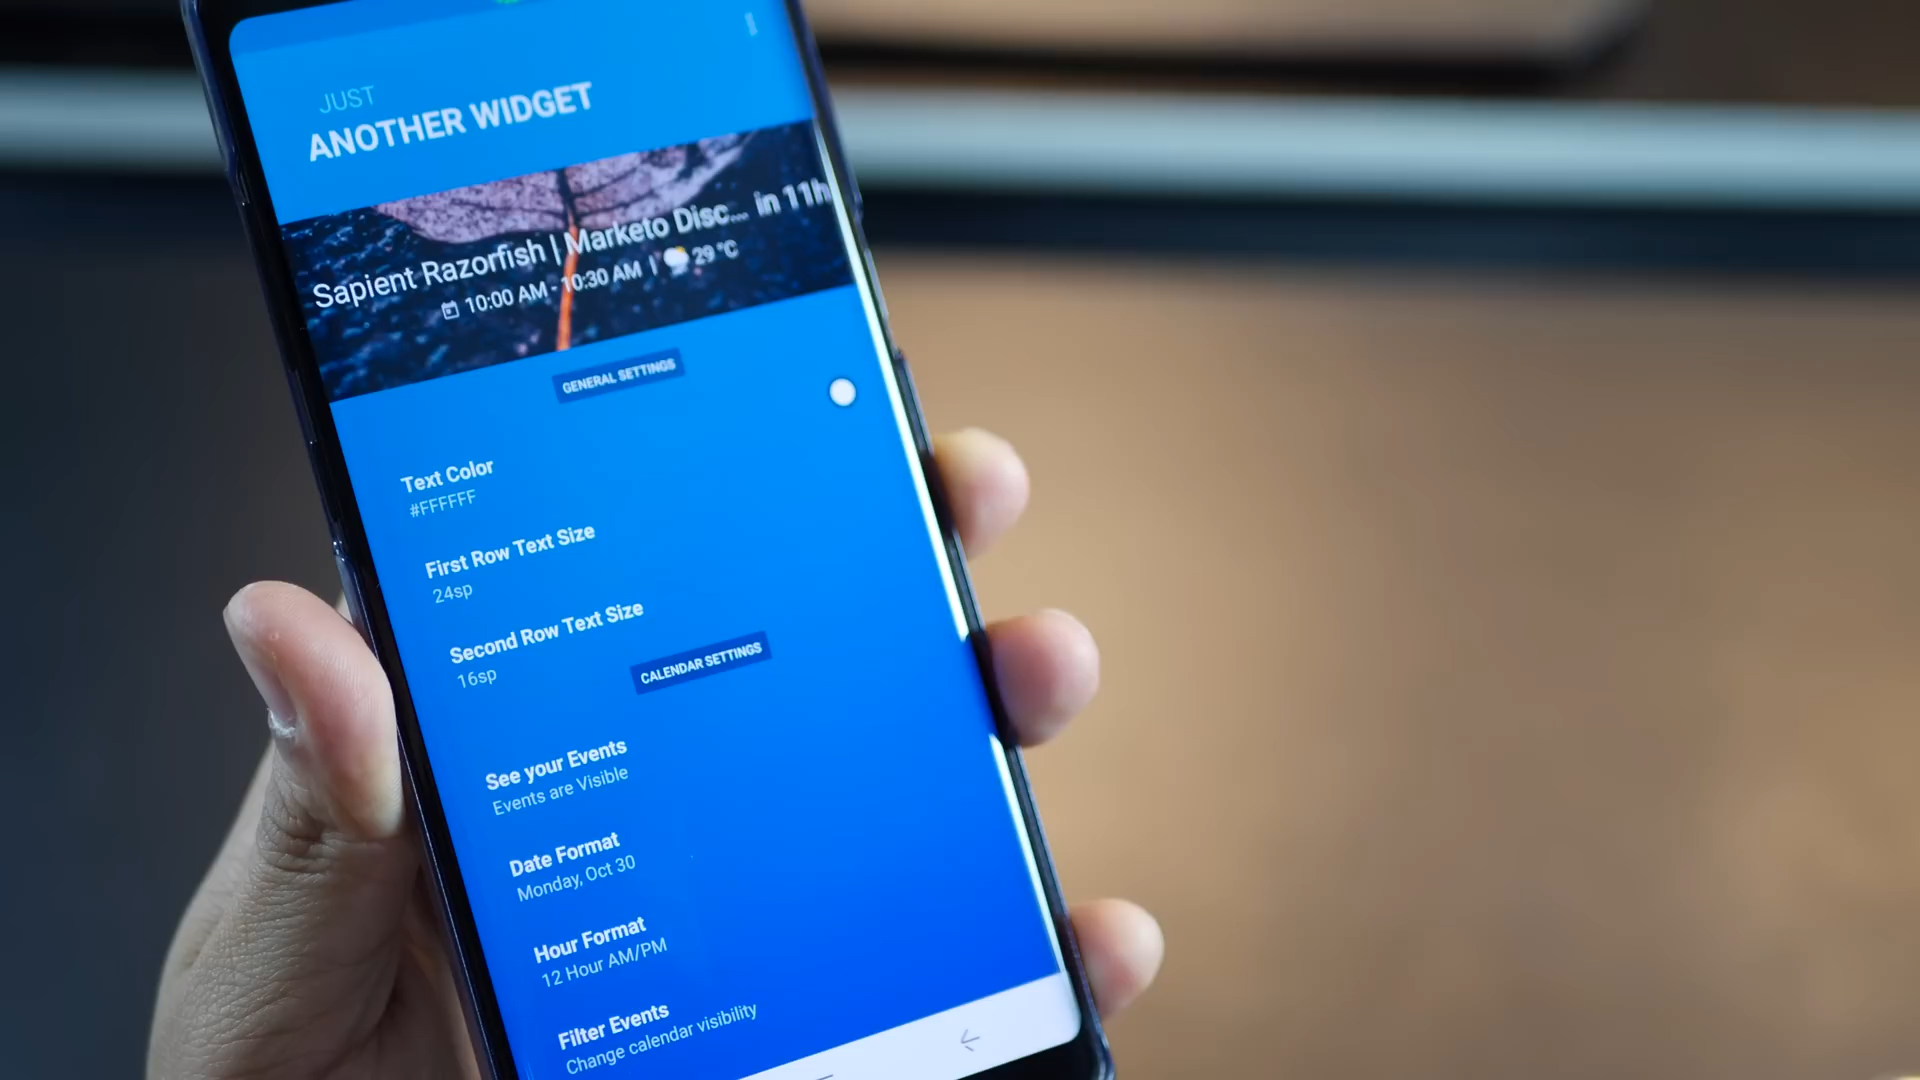 JUST
ANOTHER WIDGET
Sapient Razorfish | Marketo Disc... in 11h
10:00 AM - 10:30 AM | 29 °C
GENERAL SETTINGS
Text Color
#FFFFFF
First Row Text Size
24sp
Second Row Text Size
16sp
CALENDAR SETTINGS
See your Events
Events are Visible
Date Format
Monday, Oct 30
Hour Format
12 Hour AM/PM
Filter Events
Change calendar visibility